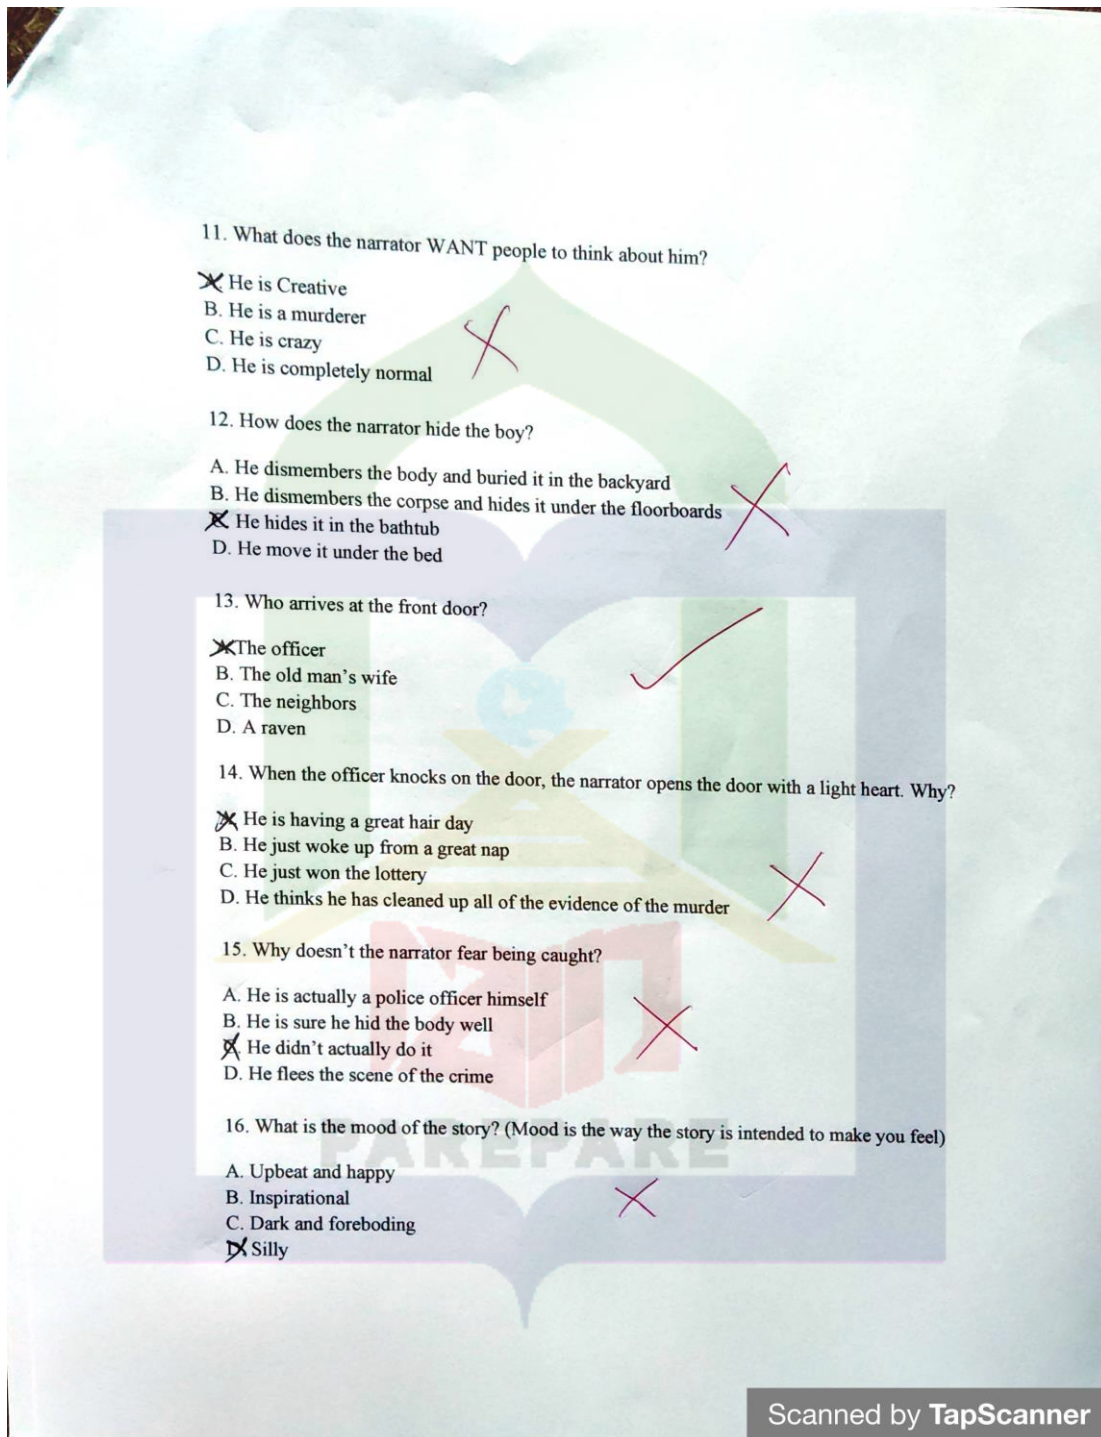 11. What does the narrator WANT people to think about him?
A. He is Creative
B. He is a murderer
C. He is crazy
D. He is completely normal
12. How does the narrator hide the boy?
A. He dismembers the body and buried it in the backyard
B. He dismembers the corpse and hides it under the floorboards
C. He hides it in the bathtub
D. He move it under the bed
13. Who arrives at the front door?
A. The officer
B. The old man's wife
C. The neighbors
D. A raven
14. When the officer knocks on the door, the narrator opens the door with a light heart. Why?
A. He is having a great hair day
B. He just woke up from a great nap
C. He just won the lottery
D. He thinks he has cleaned up all of the evidence of the murder
15. Why doesn't the narrator fear being caught?
A. He is actually a police officer himself
B. He is sure he hid the body well
C. He didn't actually do it
D. He flees the scene of the crime
16. What is the mood of the story? (Mood is the way the story is intended to make you feel)
PAREPARE
A. Upbeat and happy
B. Inspirational
C. Dark and foreboding
D. Silly
Scanned by TapScanner